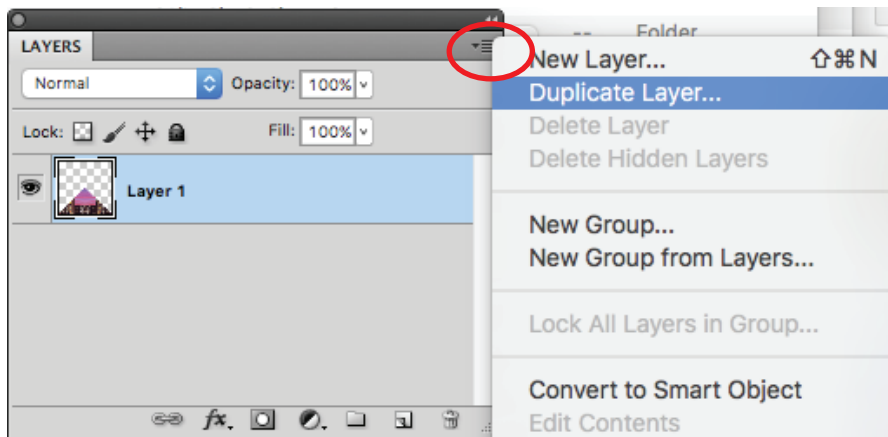 Folder
LAYERS
Normal Opacity: 100%
Lock: Fill: 100%
Layer 1
fx.
New Layer... ⇧⌘N
Duplicate Layer...
Delete Layer
Delete Hidden Layers
New Group...
New Group from Layers...
Lock All Layers in Group...
Convert to Smart Object
Edit Contents